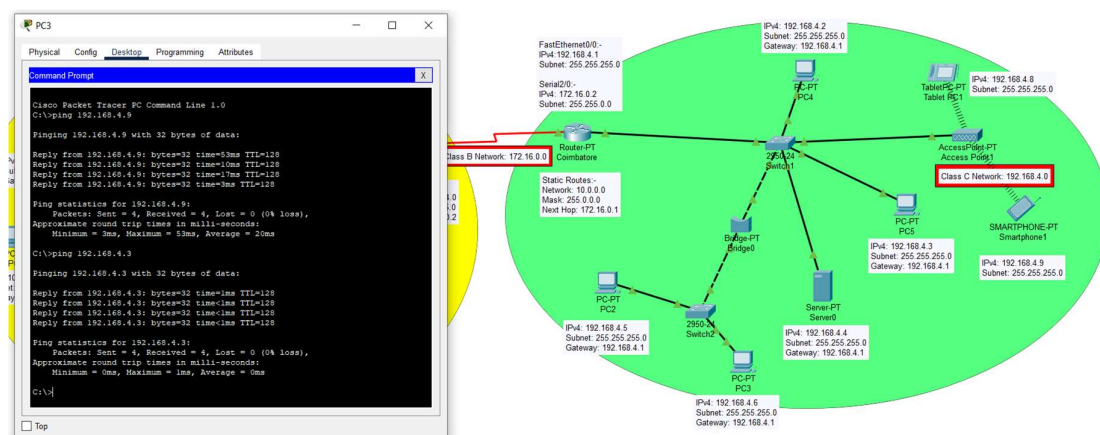 PC3
Physical Config Desktop Programming Attributes
Command Prompt
X
Cisco Packet Tracer PC Command Line 1.0
C:\>ping 192.168.4.9
Pinging 192.168.4.9 with 32 bytes of data:
Reply from 192.168.4.9: bytes=32 time=53ms TTL=128
Reply from 192.168.4.9: bytes=32 time=10ms TTL=128
Reply from 192.168.4.9: bytes=32 time=17ms TTL=128
Reply from 192.168.4.9: bytes=32 time=3ms TTL=128
Ping statistics for 192.168.4.9:
Packets: Sent = 4, Received = 4, Lost = 0 (0% loss),
Approximate round trip times in milli-seconds:
Minimum = 3ms, Maximum = 53ms, Average = 20ms
C:\>ping 192.168.4.3
Pinging 192.168.4.3 with 32 bytes of data:
Reply from 192.168.4.3: bytes=32 time=1ms TTL=128
Reply from 192.168.4.3: bytes=32 time<1ms TTL=128
Reply from 192.168.4.3: bytes=32 time<1ms TTL=128
Reply from 192.168.4.3: bytes=32 time<1ms TTL=128
Ping statistics for 192.168.4.3:
Packets: Sent = 4, Received = 4, Lost = 0 (0% loss),
Approximate round trip times in milli-seconds:
Minimum = 0ms, Maximum = 1ms, Average = 0ms
C:\>
Top
FastEthernet0/0:-
IPv4:192.168.4.1
Subnet: 255.255.255.0
Serial2/0:-
IPv4: 172.16.0.2
Subnet: 255.255.0.0
Class B Network: 172.16.0.0
Router-PT
Coimbatore
Static Routes:-
Network: 10.0.0.0
Mask: 255.0.0.0
Next Hop: 172.16.0.1
IPv4: 192.168.4.2
Subnet: 255.255.255.0
Gateway: 192.168.4.1
PC-PT
PC4
TabletPC-PT
Tablet PC1
IPv4: 192.168.4.8
Subnet: 255.255.255.0
2950-24
Switch1
AccessPoint-PT
Access Point1
Class C Network: 192.168.4.0
PC-PT
PC5
IPv4: 192.168.4.3
Subnet: 255.255.255.0
Gateway: 192.168.4.1
SMARTPHONE-PT
Smartphone1
IPv4: 192.168.4.9
Subnet: 255.255.255.0
Bridge-PT
Bridge0
Server-PT
Server0
IPv4: 192.168.4.4
Subnet: 255.255.255.0
Gateway: 192.168.4.1
PC-PT
PC2
IPv4: 192.168.4.5
Subnet: 255.255.255.0
Gateway: 192.168.4.1
2950-24
Switch2
PC-PT
PC3
IPv4: 192.168.4.6
Subnet: 255.255.255.0
Gateway: 192.168.4.1